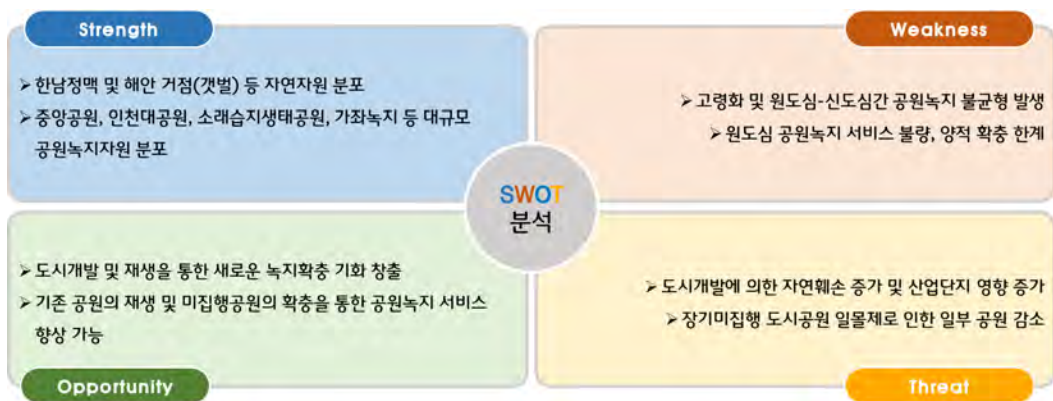 Strength
➤ 한남정맥 및 해안 거점(갯벌) 등 자연자원 분포
➤ 중앙공원, 인천대공원, 소래습지생태공원, 가좌녹지 등 대규모
공원녹지자원 분포
Weakness
➤ 고령화 및 원도심-신도심간 공원녹지 불균형 발생
➤ 원도심 공원녹지 서비스 불량, 양적 확충 한계
SWOT
분석
➤ 도시개발 및 재생을 통한 새로운 녹지확충 기화 창출
➤ 기존 공원의 재생 및 미집행공원의 확충을 통한 공원녹지 서비스
향상 가능
Opportunity
➤ 도시개발에 의한 자연훼손 증가 및 산업단지 영향 증가
➤ 장기미집행 도시공원 일몰제로 인한 일부 공원 감소
Threat